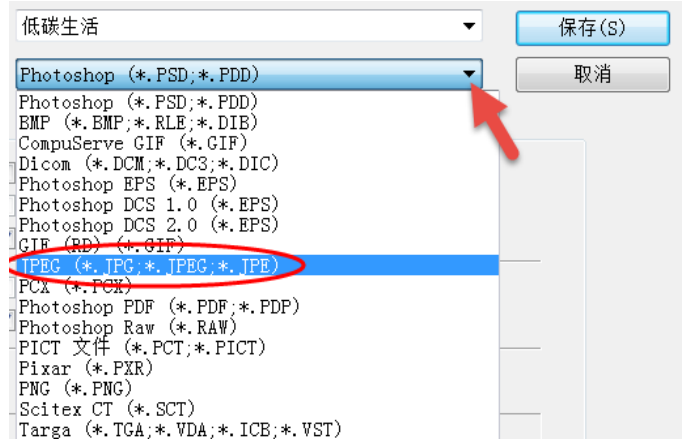 低碳生活
保存(S)
Photoshop (*.PSD;*.PDD)
取消
Photoshop (*.PSD;*.PDD)
BMP (*.BMP;*.RLE;*.DIB)
CompuServe GIF (*.GIF)
Dicom (*.DCM;*.DC3;*.DIC)
Photoshop EPS (*.EPS)
Photoshop DCS 1.0 (*.EPS)
Photoshop DCS 2.0 (*.EPS)
GIF (RD) (*.GIF)
JPEG (*.JPG;*.JPEG;*.JPE)
PCX (*.PCX)
Photoshop PDF (*.PDF;*.PDP)
Photoshop Raw (*.RAW)
PICT 文件 (*.PCT;*.PICT)
Pixar (*.PXR)
PNG (*.PNG)
Scitex CT (*.SCT)
Targa (*.TGA;*.VDA;*.ICB;*.VST)